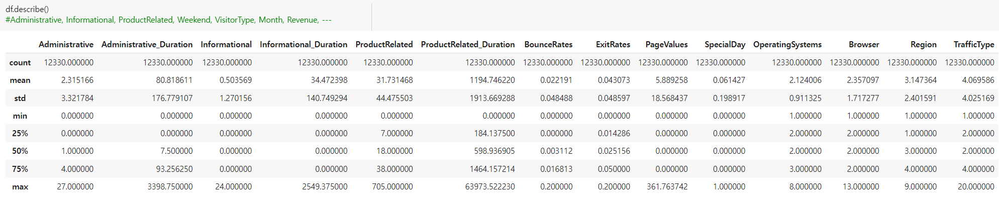 df.describe()
#Administrative, Informational, ProductRelated, Weekend, VisitorType, Month, Revenue, ---
Administrative Administrative_Duration Informational Informational_Duration ProductRelated ProductRelated_Duration BounceRates ExitRates PageValues SpecialDay OperatingSystems Browser Region TrafficType
count 12330.000000 12330.000000 12330.000000 12330.000000 12330.000000 12330.000000 12330.000000 12330.000000 12330.000000 12330.000000 12330.000000 12330.000000 12330.000000 12330.000000
mean 2.315166 80.818611 0.503569 34.472398 31.731468 1194.746220 0.022191 0.043073 5.889258 0.061427 2.124006 2.357097 3.147364 4.069586
std 3.321784 176.779107 1.270156 140.749294 44.475503 1913.669288 0.048488 0.048597 18.568437 0.198917 0.911325 1.717277 2.401591 4.025169
min 0.000000 0.000000 0.000000 0.000000 0.000000 0.000000 0.000000 0.000000 0.000000 0.000000 1.000000 1.000000 1.000000 1.000000
25% 0.000000 0.000000 0.000000 0.000000 7.000000 184.137500 0.000000 0.014286 0.000000 0.000000 2.000000 2.000000 1.000000 2.000000
50% 1.000000 7.500000 0.000000 0.000000 18.000000 598.936905 0.003112 0.025156 0.000000 0.000000 2.000000 2.000000 3.000000 2.000000
75% 4.000000 93.256250 0.000000 0.000000 38.000000 1464.157214 0.016813 0.050000 0.000000 0.000000 3.000000 2.000000 4.000000 4.000000
max 27.000000 3398.750000 24.000000 2549.375000 705.000000 63973.522230 0.200000 0.200000 361.763742 1.000000 8.000000 13.000000 9.000000 20.000000